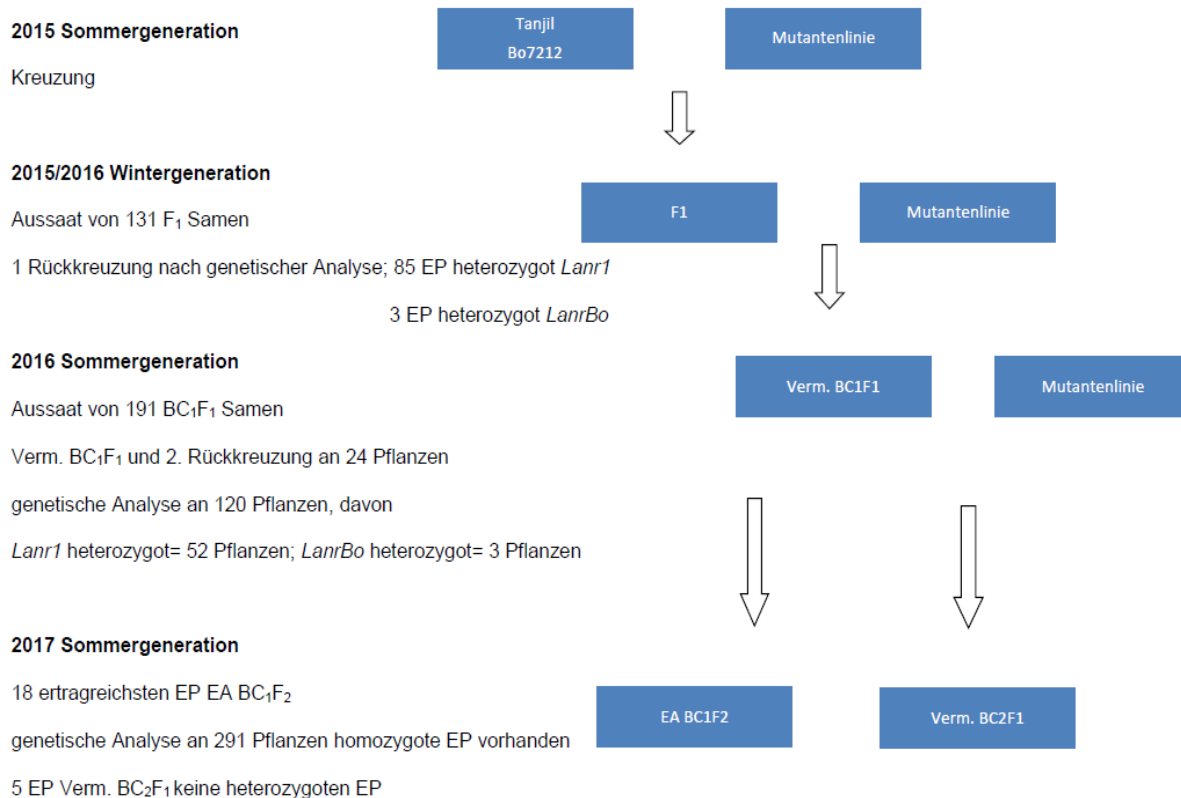 2015 Sommergeneration
Kreuzung
Tanjil
Bo7212
Mutantenlinie
2015/2016 Wintergeneration
Aussaat von 131 F₁ Samen
1 Rückkreuzung nach genetischer Analyse; 85 EP heterozygot Lanr1
3 EP heterozygot LanrBo
F1
Mutantenlinie
2016 Sommergeneration
Aussaat von 191 BC₁F₁ Samen
Verm. BC₁F₁ und 2. Rückkreuzung an 24 Pflanzen
genetische Analyse an 120 Pflanzen, davon
Lanr1 heterozygot= 52 Pflanzen; LanrBo heterozygot= 3 Pflanzen
Verm. BC1F1
Mutantenlinie
2017 Sommergeneration
18 ertragreichsten EP EA BC₁F₂
genetische Analyse an 291 Pflanzen homozygote EP vorhanden
5 EP Verm. BC₂F₁ keine heterozygoten EP
EA BC1F2
Verm. BC2F1